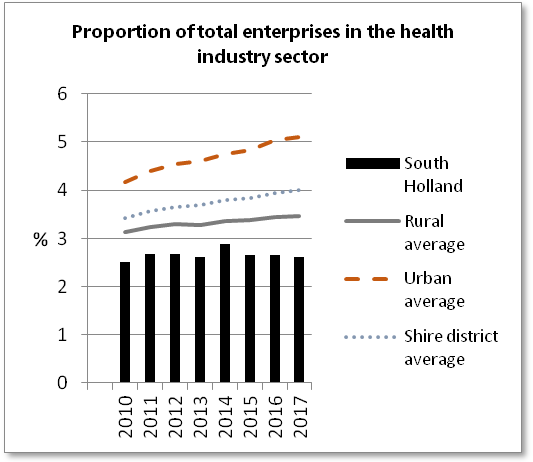 Proportion of total enterprises in the health
industry sector
6
5
4
3
2
1
0
%
2010
2011
2012
2013
2014
2015
2016
2017
South
Holland
Rural
average
Urban
average
Shire district
average